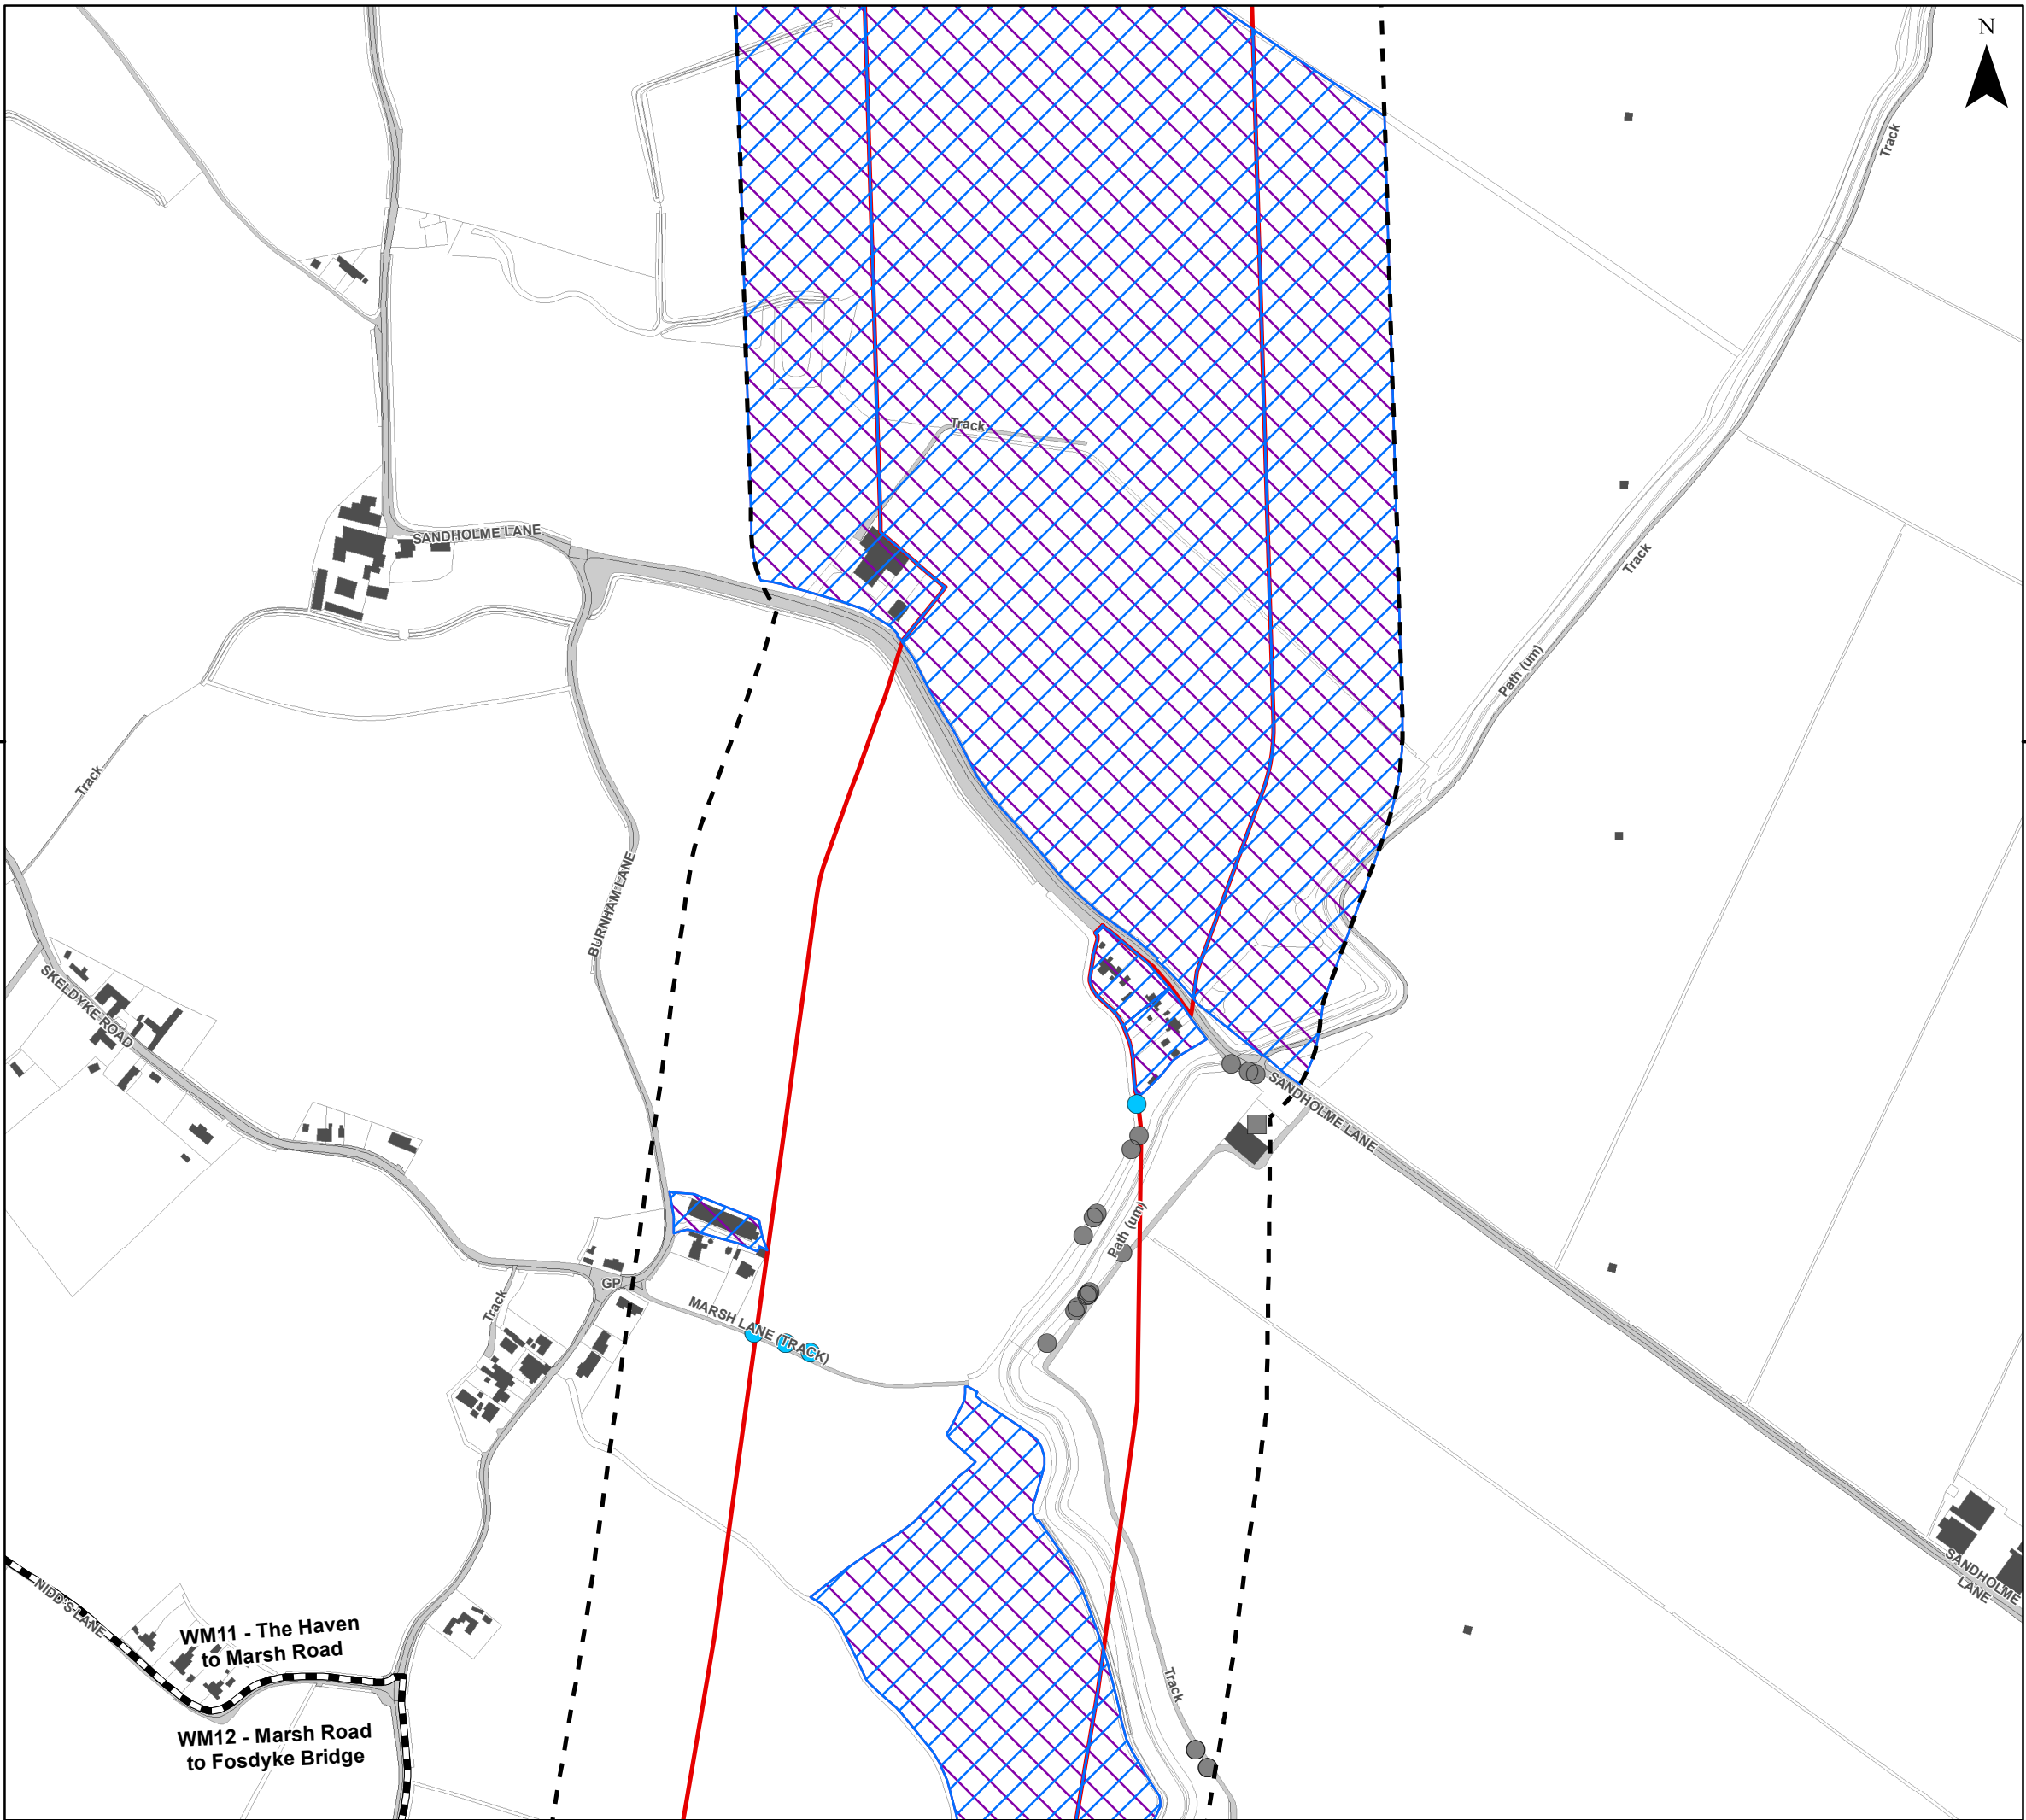 N
Track
Track
SANDHOLME LANE
Track
Path (um)
Track
BURNHAM LANE
SKELDYKE ROAD
SANDHOLME LANE
Path (um)
GP
Track
MARSH LANE (TRACK)
SANDHOLME
LANE
NIDD'S LANE
WM11 - The Haven
to Marsh Road
Track
WM12 - Marsh Road
to Fosdyke Bridge